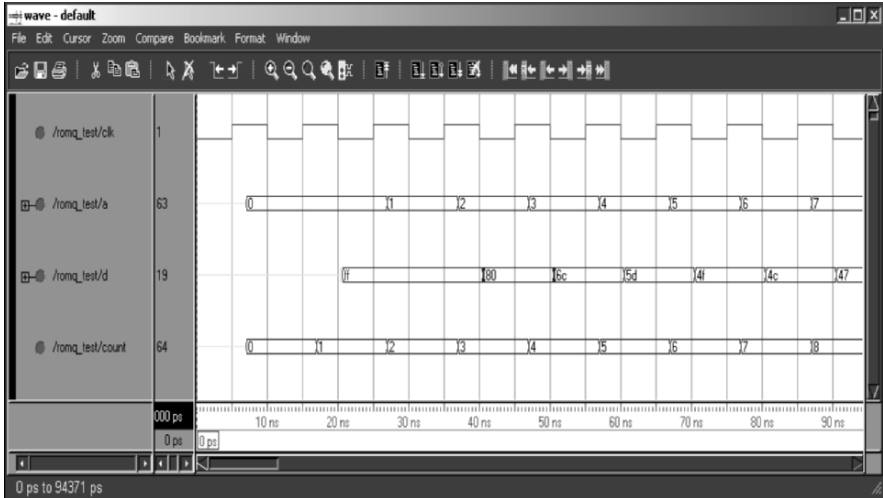 wave - default
File Edit Cursor Zoom Compare Bookmark Format Window
/romq_test/clk 1
/romq_test/a 63 0 1 2 3 4 5 6 7
/romq_test/d 19 ff 80 6c 5d 4f 4c 47
/romq_test/count 64 0 1 2 3 4 5 6 7 8
000 ps 10 ns 20 ns 30 ns 40 ns 50 ns 60 ns 70 ns 80 ns 90 ns
0 ps 0 ps
0 ps to 94371 ps